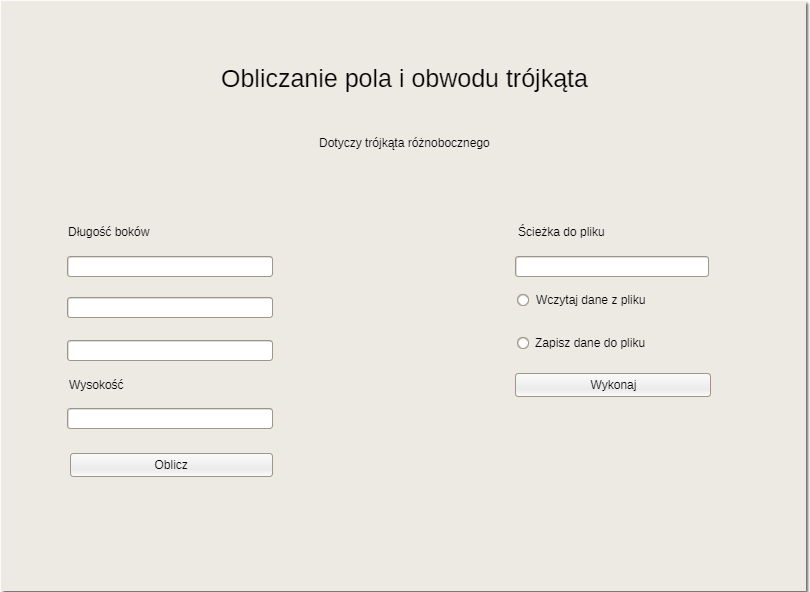 Obliczanie pola i obwodu trójkąta
Dotyczy trójkąta różnobocznego
Długość boków
Wysokość
Oblicz
Ścieżka do pliku
Wczytaj dane z pliku
Zapisz dane do pliku
Wykonaj